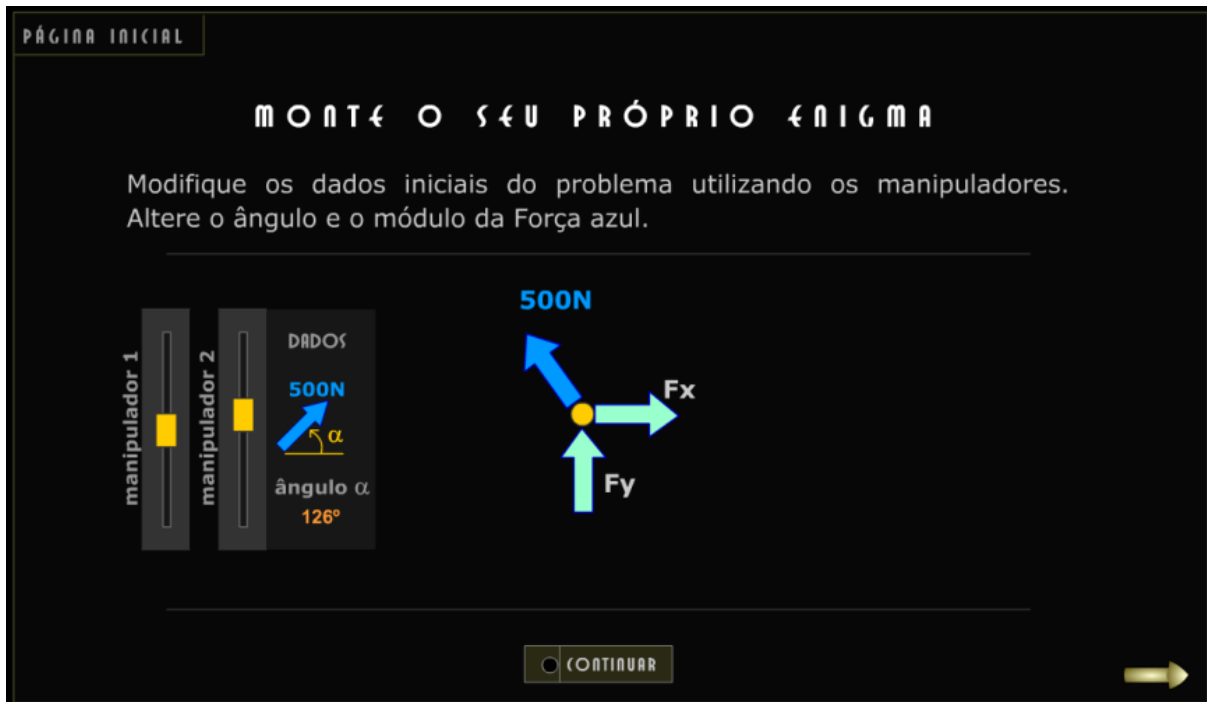 PÁGINA INICIAL
MONTE O SEU PRÓPRIO ENIGMA
Modifique os dados iniciais do problema utilizando os manipuladores.
Altere o ângulo e o módulo da Força azul.
manipulador 1
manipulador 2
DADOS
500N
α
ângulo α
126º
500N
Fx
Fy
CONTINUAR